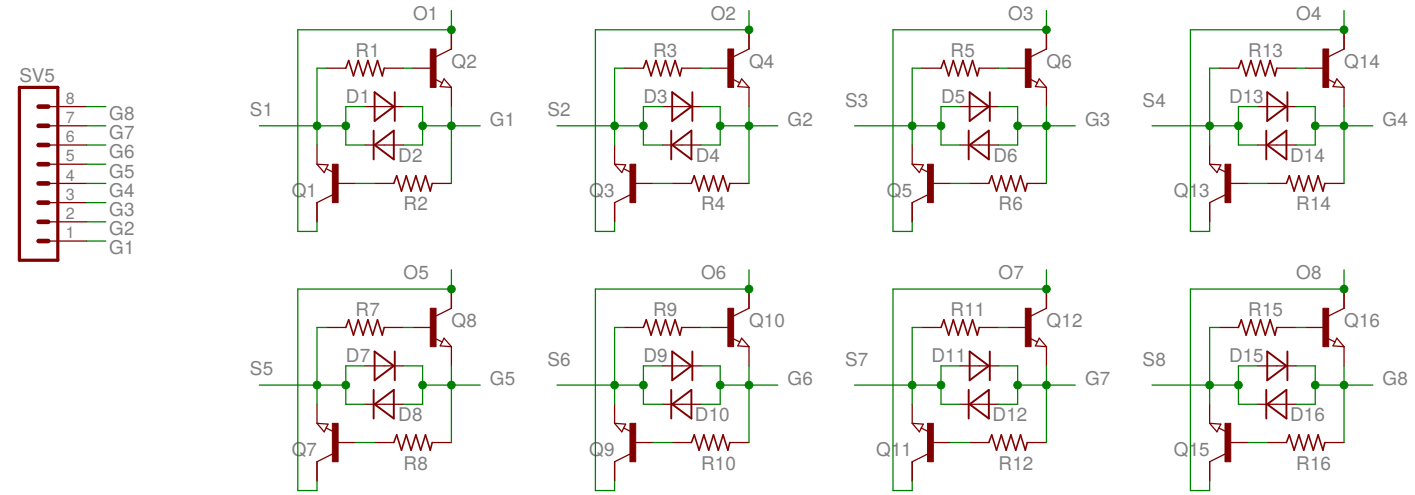 SV5
8 G8
7 G7
6 G6
5 G5
4 G4
3 G3
2 G2
1 G1
O1 O2 O3 O4
R1 Q2 R3 Q4 R5 Q6 R13 Q14
S1 D1 G1 S2 D3 G2 S3 D5 G3 S4 D13 G4
D2 D4 D6 D14
Q1 R2 Q3 R4 Q5 R6 Q13 R14
O5 O6 O7 O8
R7 Q8 R9 Q10 R11 Q12 R15 Q16
S5 D7 G5 S6 D9 G6 S7 D11 G7 S8 D15 G8
D8 D10 D12 D16
Q7 R8 Q9 R10 Q11 R12 Q15 R16